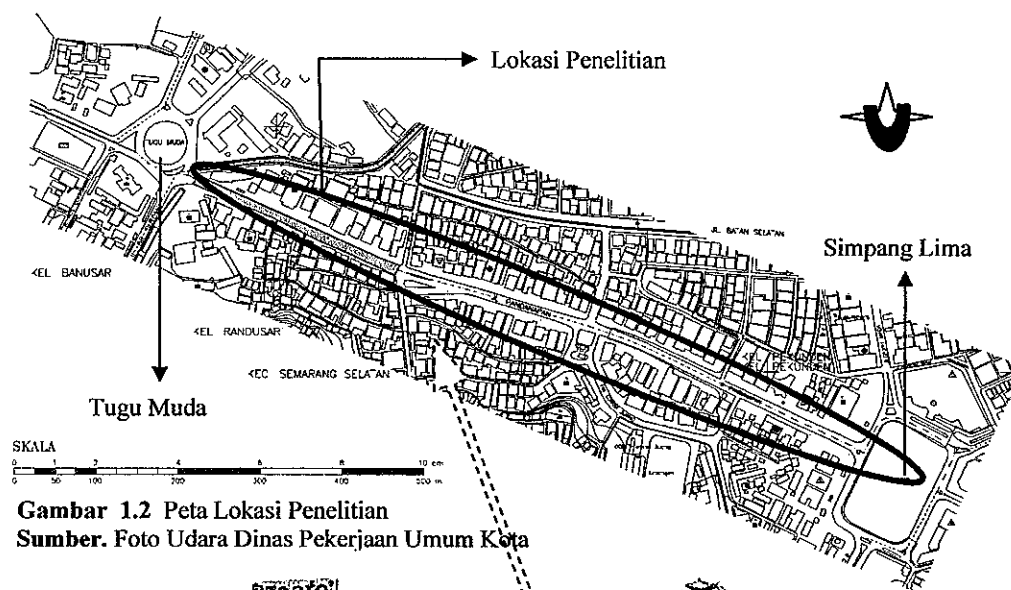 Lokasi Penelitian
TUGU MUDA
JL BATAN SELATAN
Simpang Lima
KEL BANUSAR
JL PANDANARAN
KEL RANDUSAR
KEL PEKUNDEN
KEL PEKUNDEN
KEC SEMARANG SELATAN
Tugu Muda
SKALA
0 1 2 4 6 8 10 cm
0 50 100 200 300 400 500 m
Gambar 1.2 Peta Lokasi Penelitian
Sumber. Foto Udara Dinas Pekerjaan Umum Kota